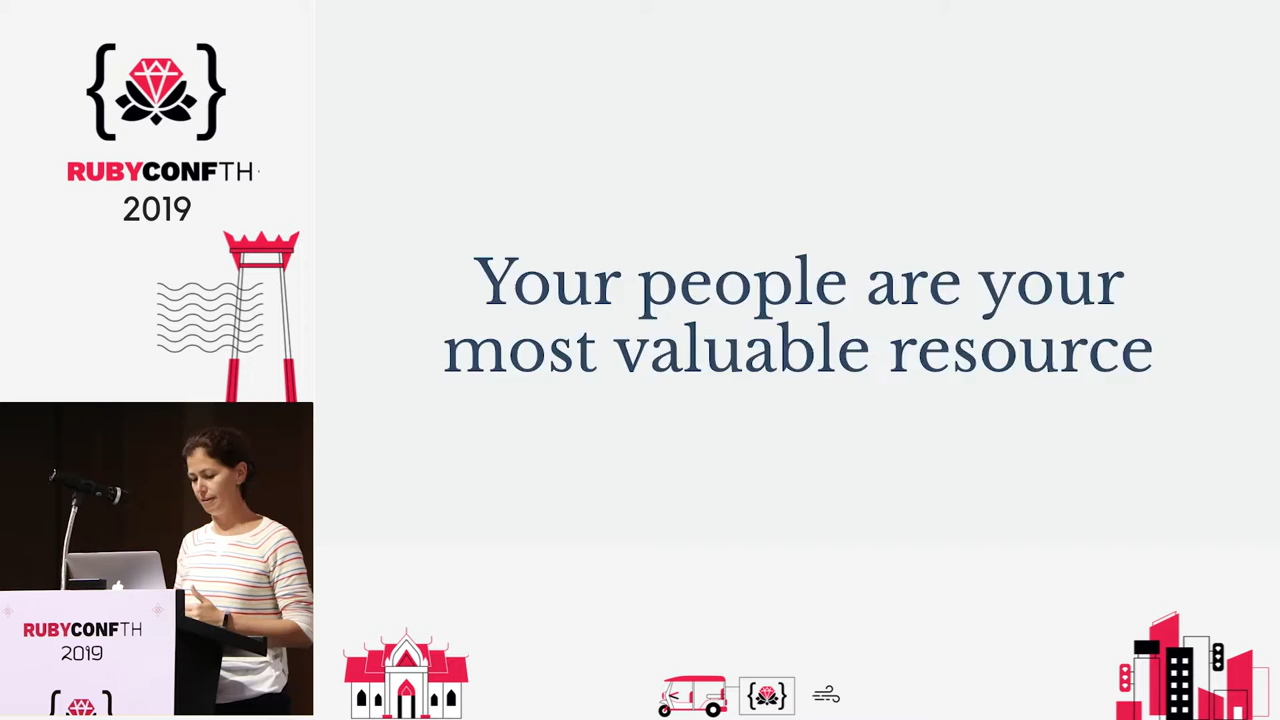 RUBYCONFTH
2019
Your people are your
most valuable resource
RUBYCONFTH
2019